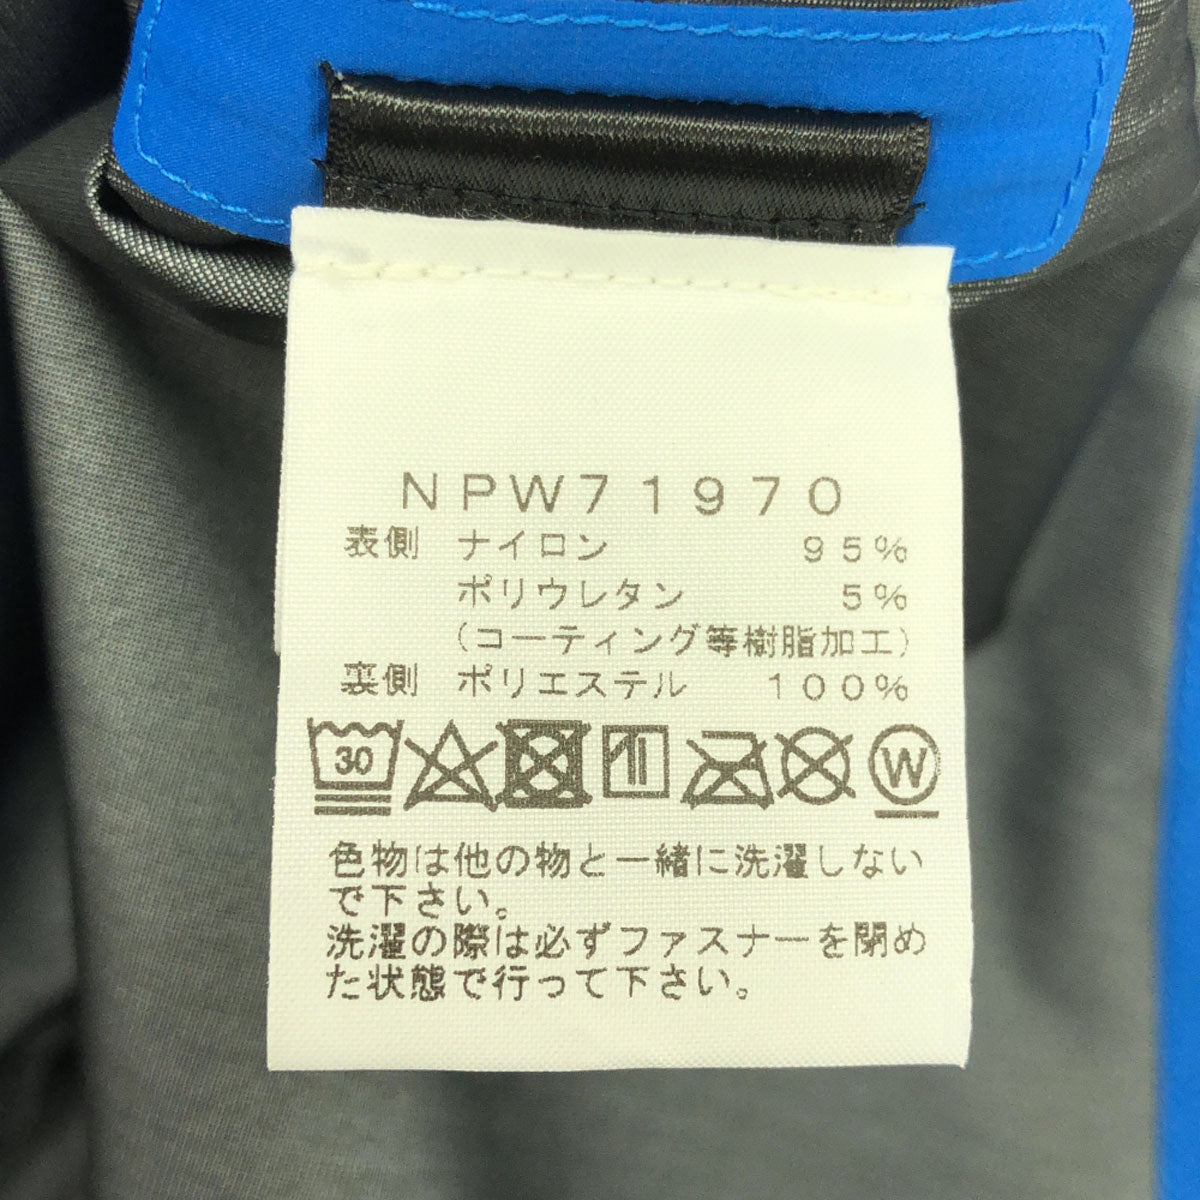 NPW71970
表側 ナイロン 95%
ポリウレタン 5%
(コーティング等樹脂加工)
裏側 ポリエステル 100%
30 W
色物は他の物と一緒に洗濯しない
で下さい。
洗濯の際は必ずファスナーを閉め
た状態で行って下さい。